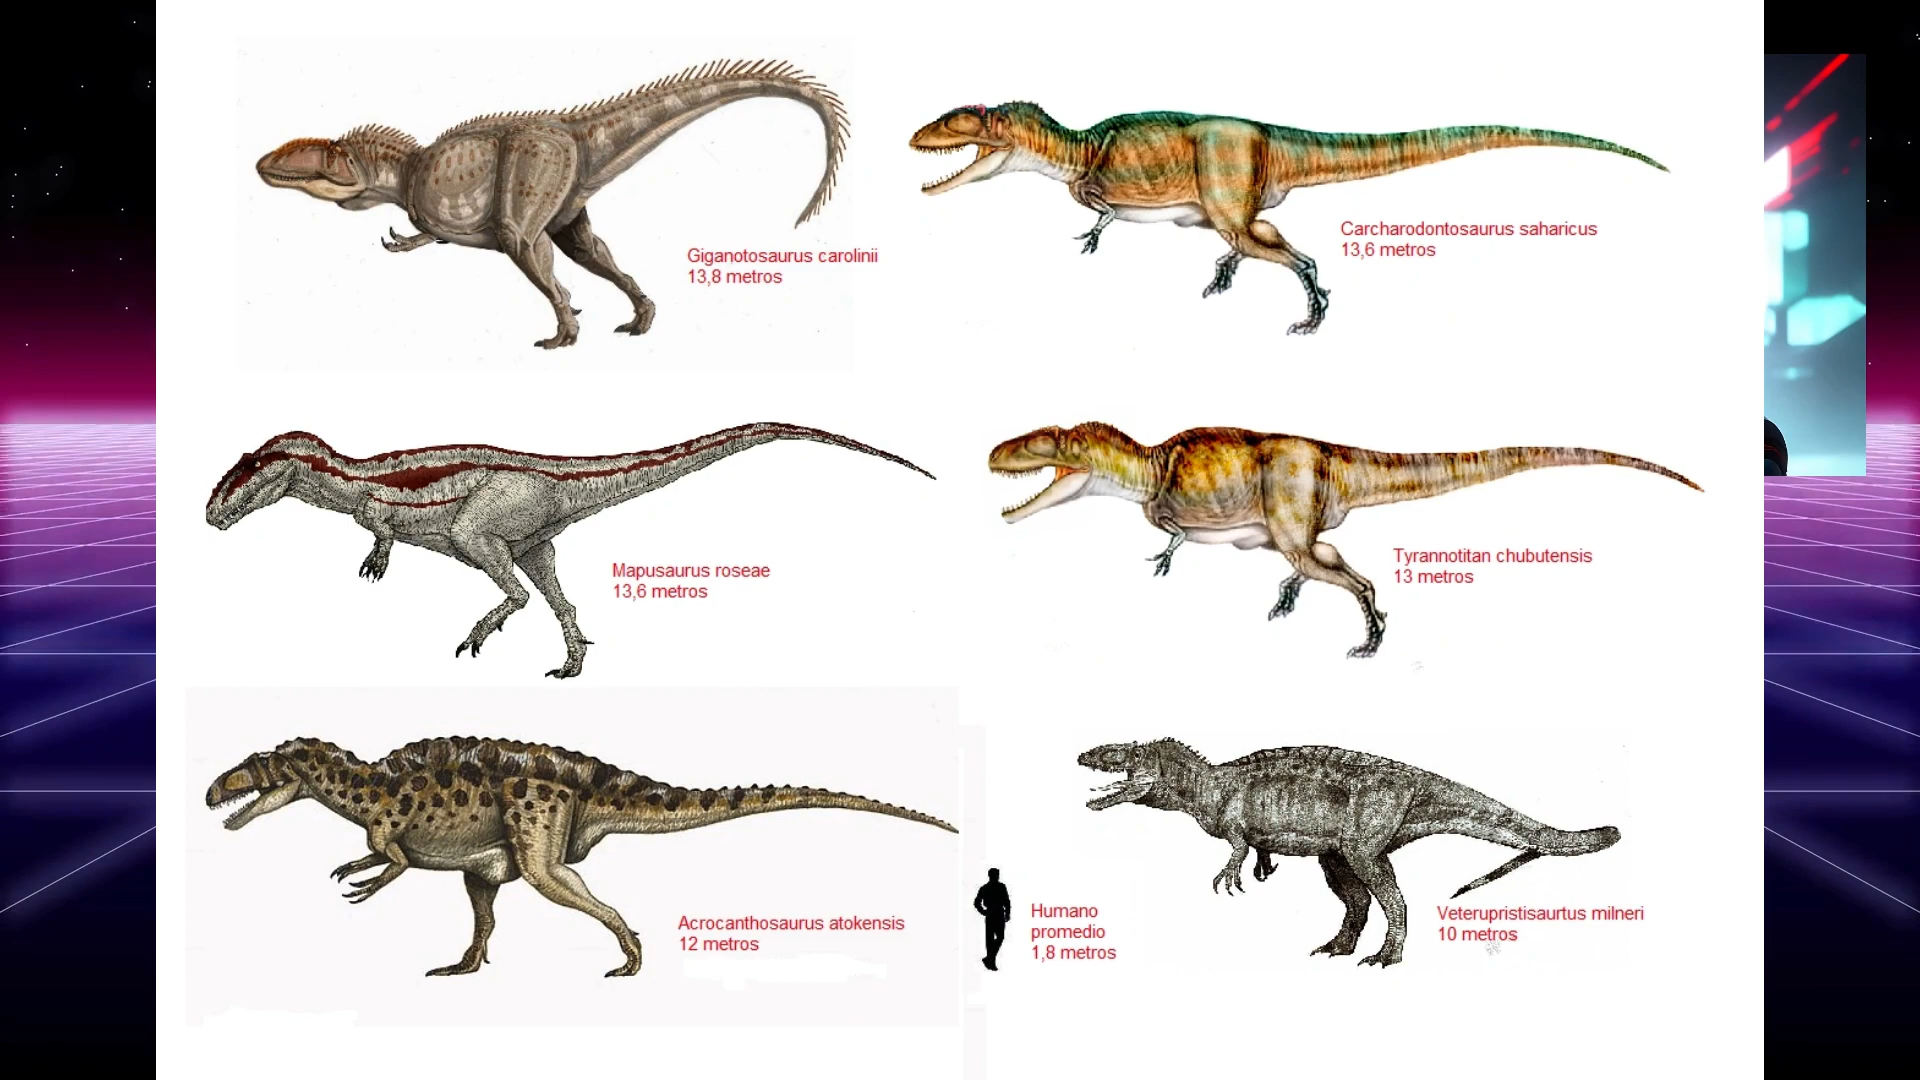 Giganotosaurus carolinii
13,8 metros
Carcharodontosaurus saharicus
13,6 metros
Mapusaurus roseae
13,6 metros
Tyrannotitan chubutensis
13 metros
Acrocanthosaurus atokensis
12 metros
Humano
promedio
1,8 metros
Veterupristisaurtus milneri
10 metros